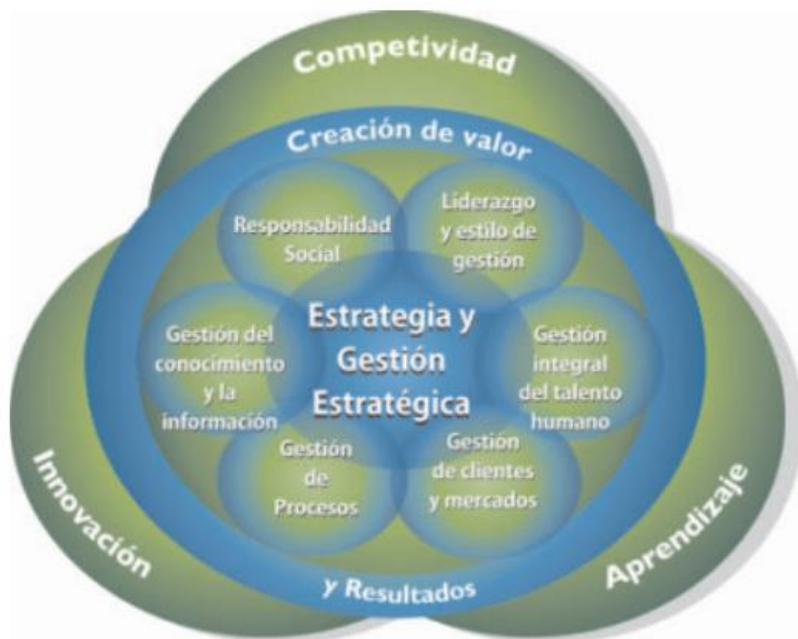 Competividad
Creación de valor
Responsabilidad
Social
Liderazgo
y estilo de
gestión
Gestión del
conocimiento
y la
información
Estrategia y
Gestión
Estratégica
Gestión
integral
del talento
humano
Gestión
de
Procesos
Gestión
de clientes
y mercados
Innovación
Aprendizaje
y Resultados